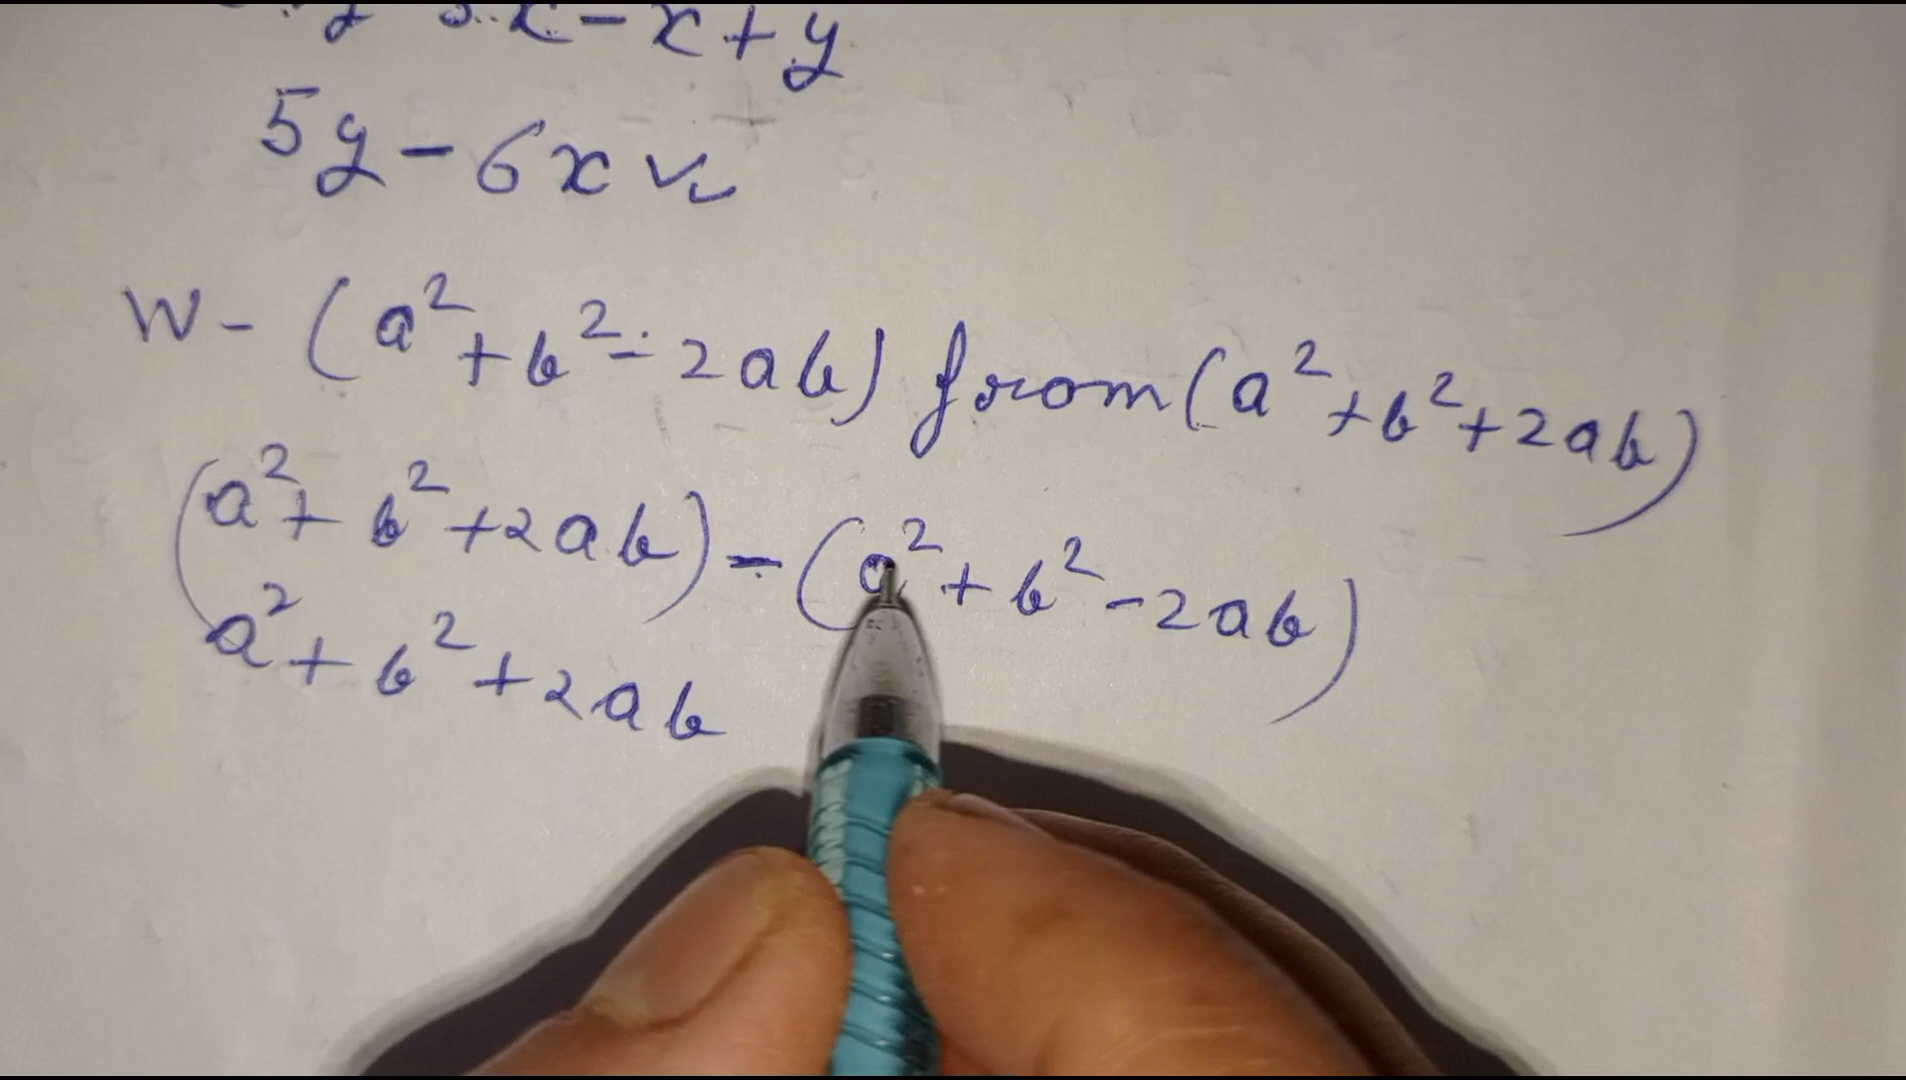 x - x + y
5y - 6x
W - (a² + b² - 2ab) from (a² + b² + 2ab)
(a² + b² + 2ab) - (a² + b² - 2ab)
a² + b² + 2ab